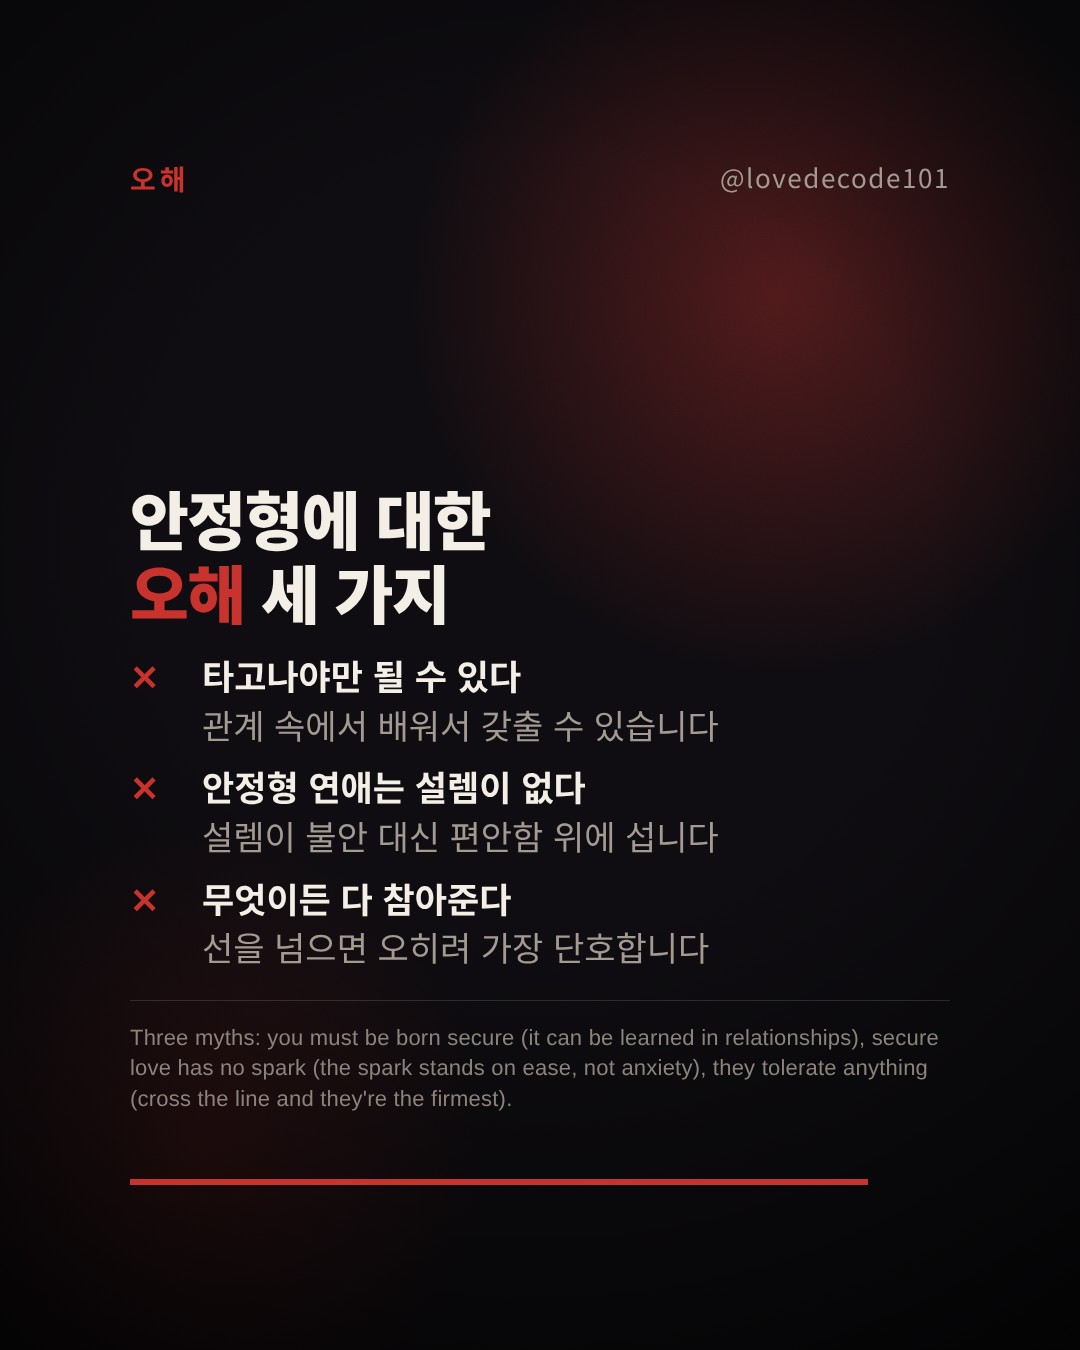 오해
@lovedecode101
안정형에 대한
오해 세 가지
✕ 타고나야만 될 수 있다
관계 속에서 배워서 갖출 수 있습니다
✕ 안정형 연애는 설렘이 없다
설렘이 불안 대신 편안함 위에 섭니다
✕ 무엇이든 다 참아준다
선을 넘으면 오히려 가장 단호합니다
Three myths: you must be born secure (it can be learned in relationships), secure
love has no spark (the spark stands on ease, not anxiety), they tolerate anything
(cross the line and they're the firmest).